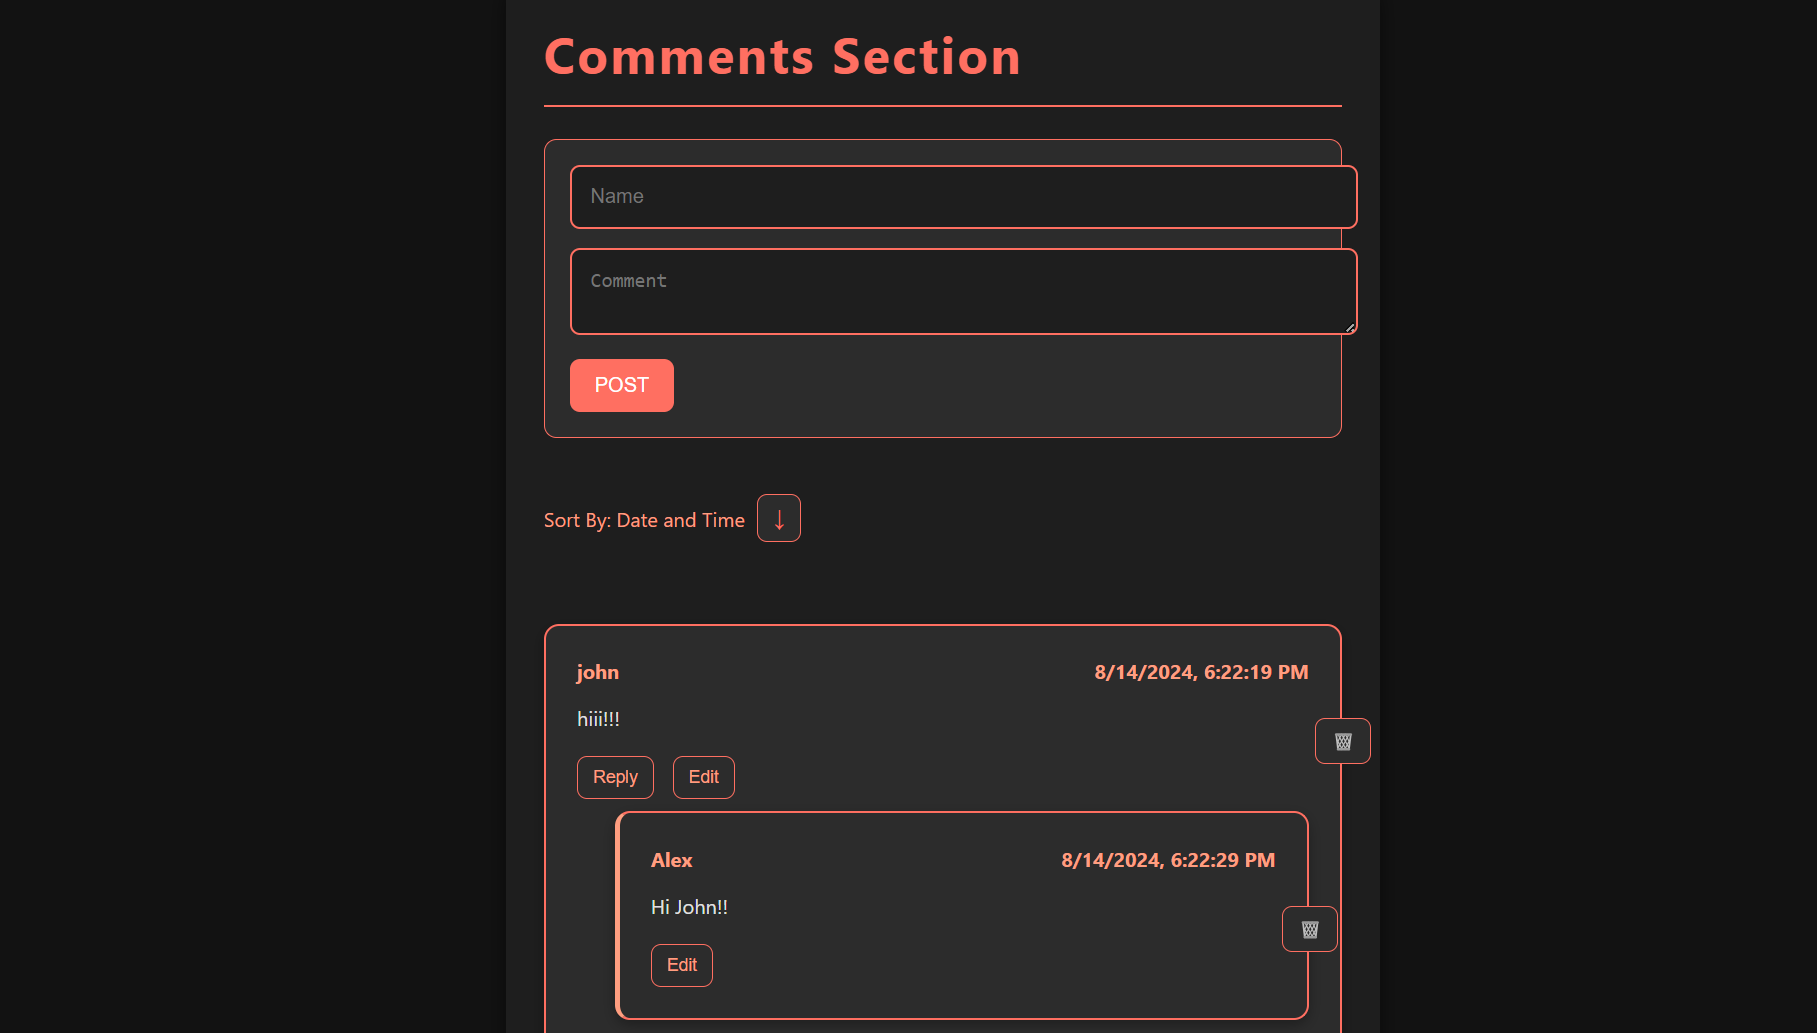 Comments Section
Name
Comment
POST
Sort By: Date and Time ↓
john 8/14/2024, 6:22:19 PM
hiii!!!
Reply Edit
Alex 8/14/2024, 6:22:29 PM
Hi John!!
Edit